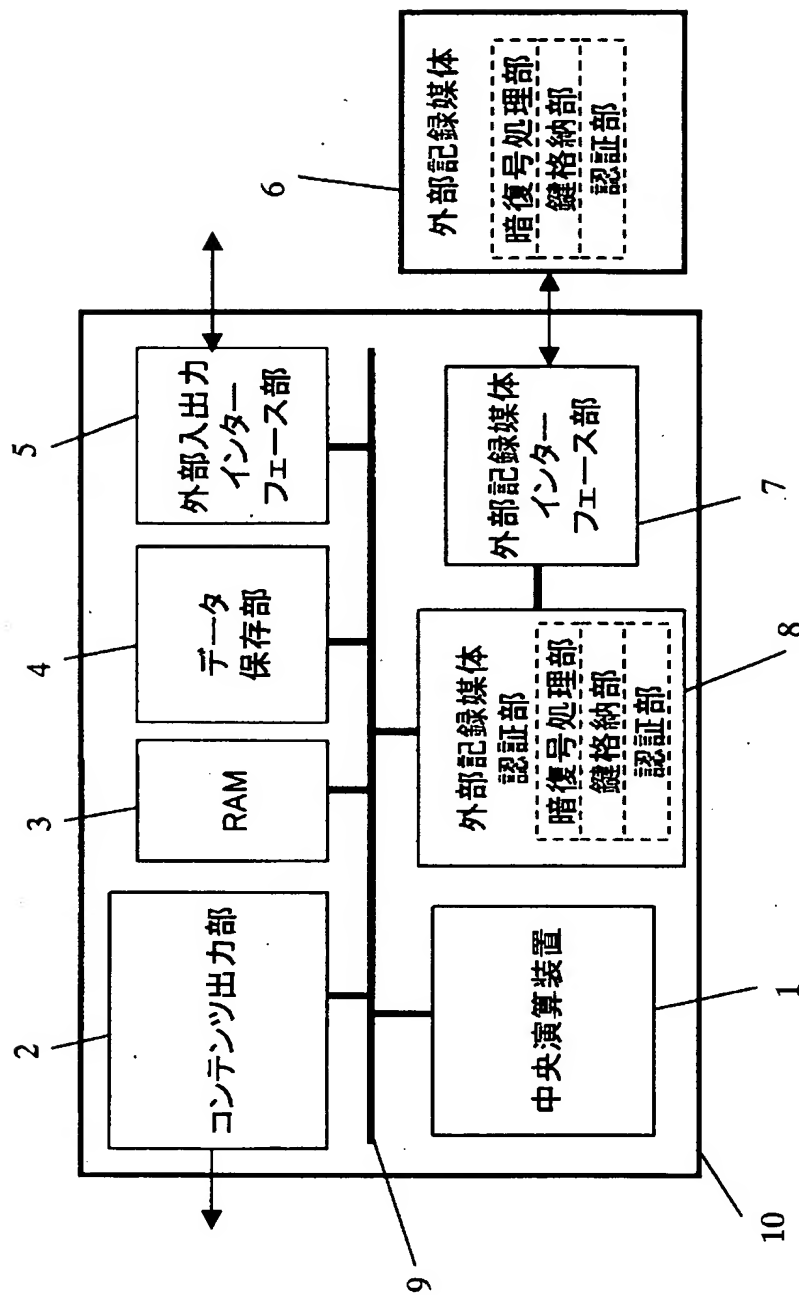 2
コンテンツ出力部
3
RAM
4
データ
保存部
5
外部入出力
インター
フェース部
6
外部記録媒体
暗復号処理部
鍵格納部
認証部
9
10
中央演算装置
1
外部記録媒体
認証部
暗復号処理部
鍵格納部
認証部
8
外部記録媒体
インター
フェース部
7